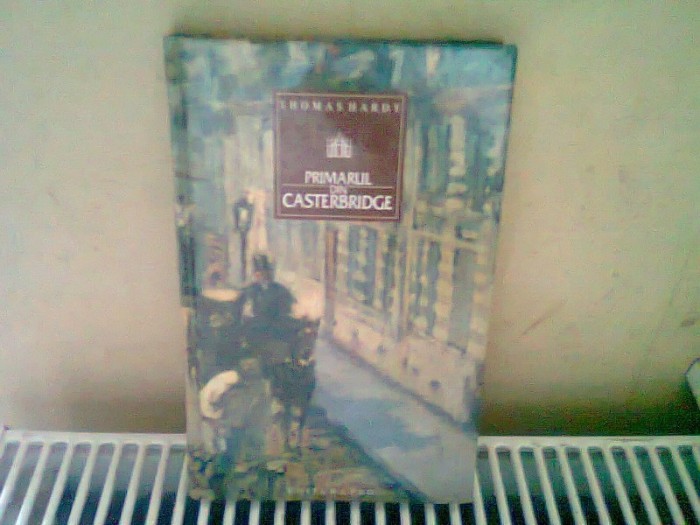 THOMAS HARDY
PRIMARUL
DIN
CASTERBRIDGE